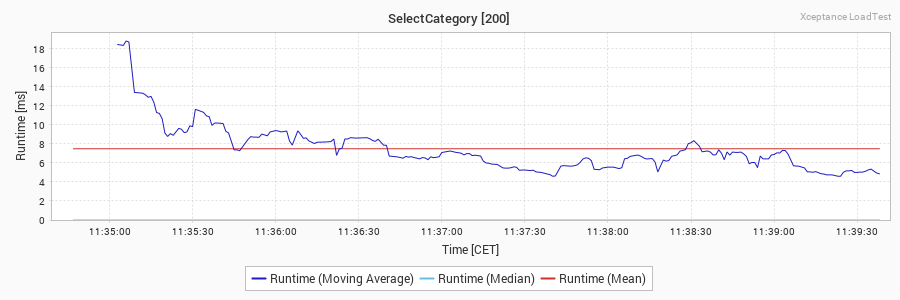 SelectCategory [200]
Xceptance LoadTest
Runtime [ms]
18
16
14
12
10
8
6
4
2
0
11:35:00 11:35:30 11:36:00 11:36:30 11:37:00 11:37:30 11:38:00 11:38:30 11:39:00 11:39:30
Time [CET]
Runtime (Moving Average) Runtime (Median) Runtime (Mean)